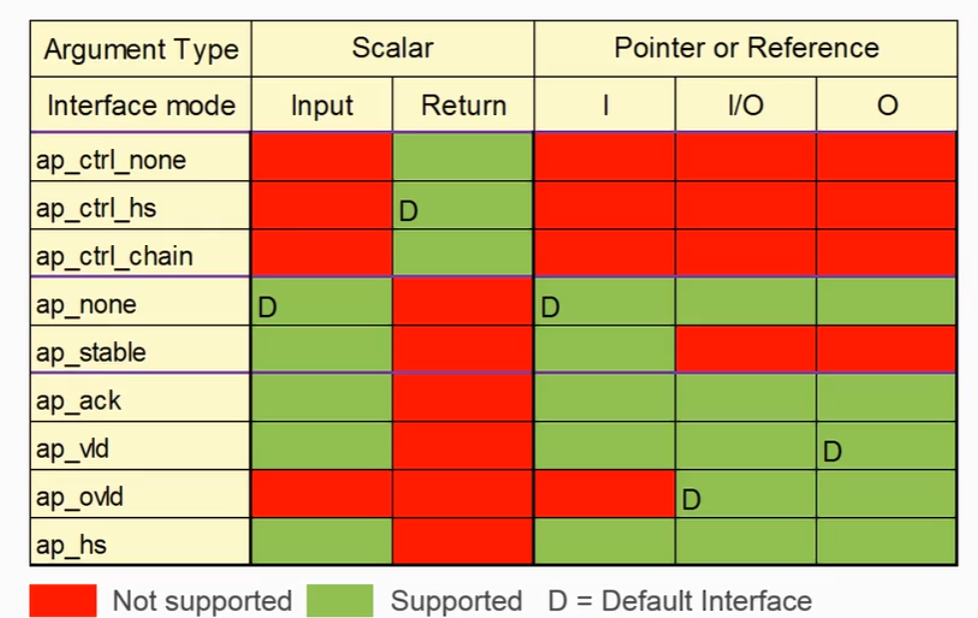 Argument Type Scalar Pointer or Reference
Interface mode Input Return I I/O O
ap_ctrl_none
ap_ctrl_hs D
ap_ctrl_chain
ap_none D D
ap_stable
ap_ack
ap_vld D
ap_ovld D
ap_hs
Not supported Supported D = Default Interface